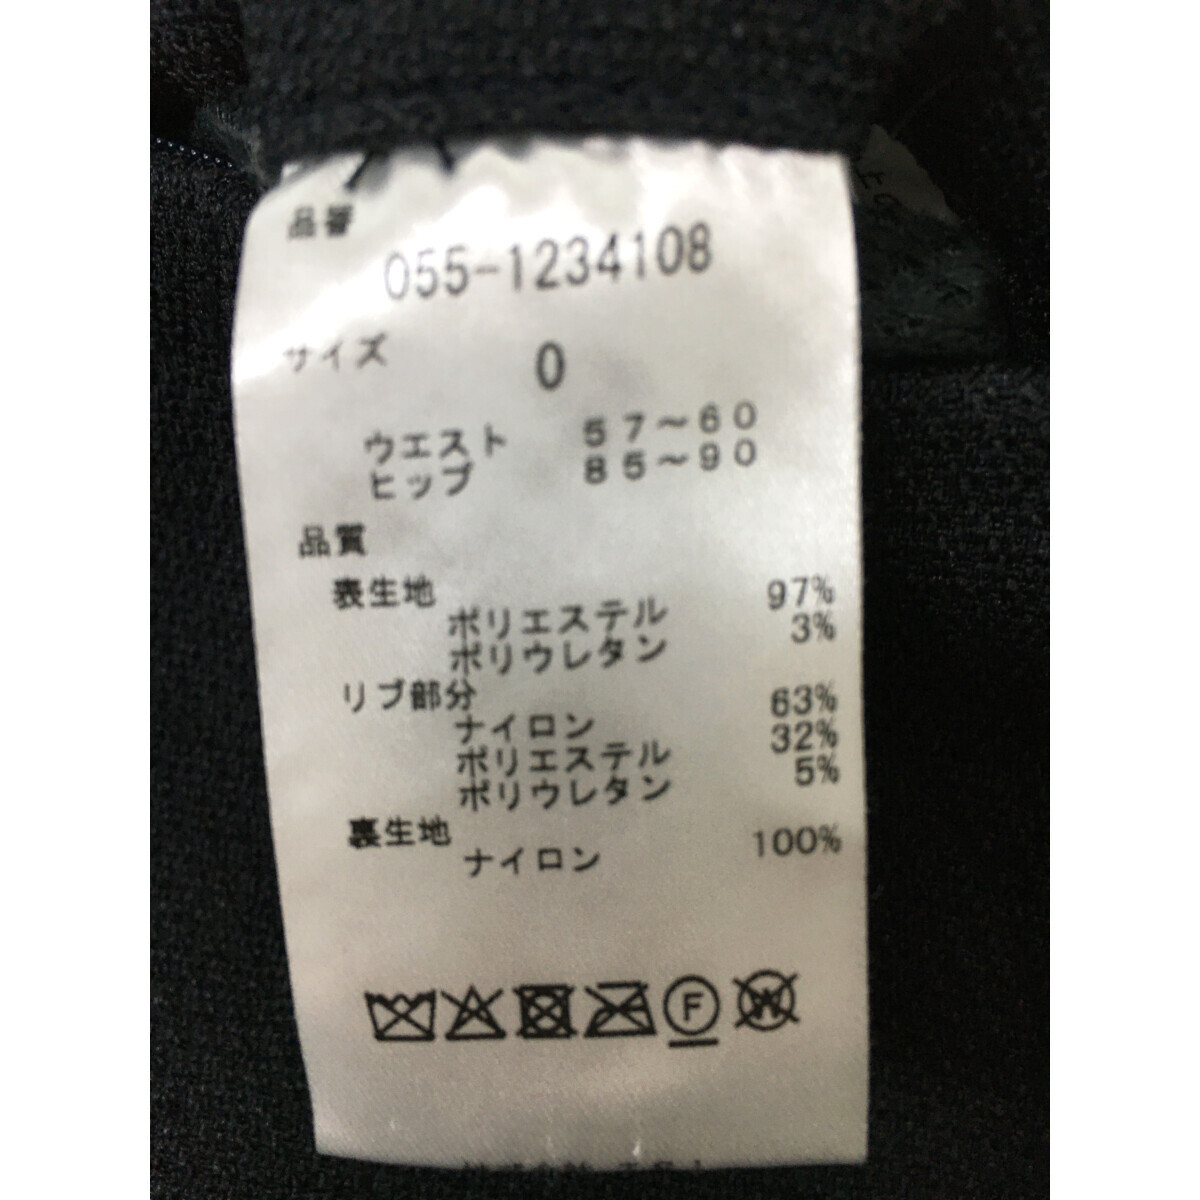 品番
055-1234108
サイズ 0
ウエスト 57～60
ヒップ 85～90
品質
表生地
ポリエステル 97%
ポリウレタン 3%
リブ部分
ナイロン 63%
ポリエステル 32%
ポリウレタン 5%
裏生地
ナイロン 100%
F W